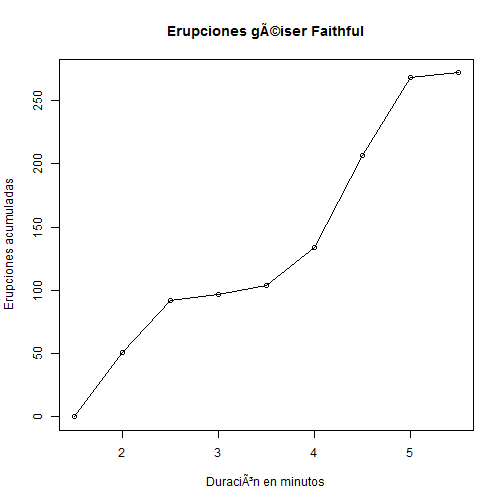 Erupciones gÃ©iser Faithful
Erupciones acumuladas
250
200
150
100
50
0
2 3 4 5
DuraciÃ³n en minutos